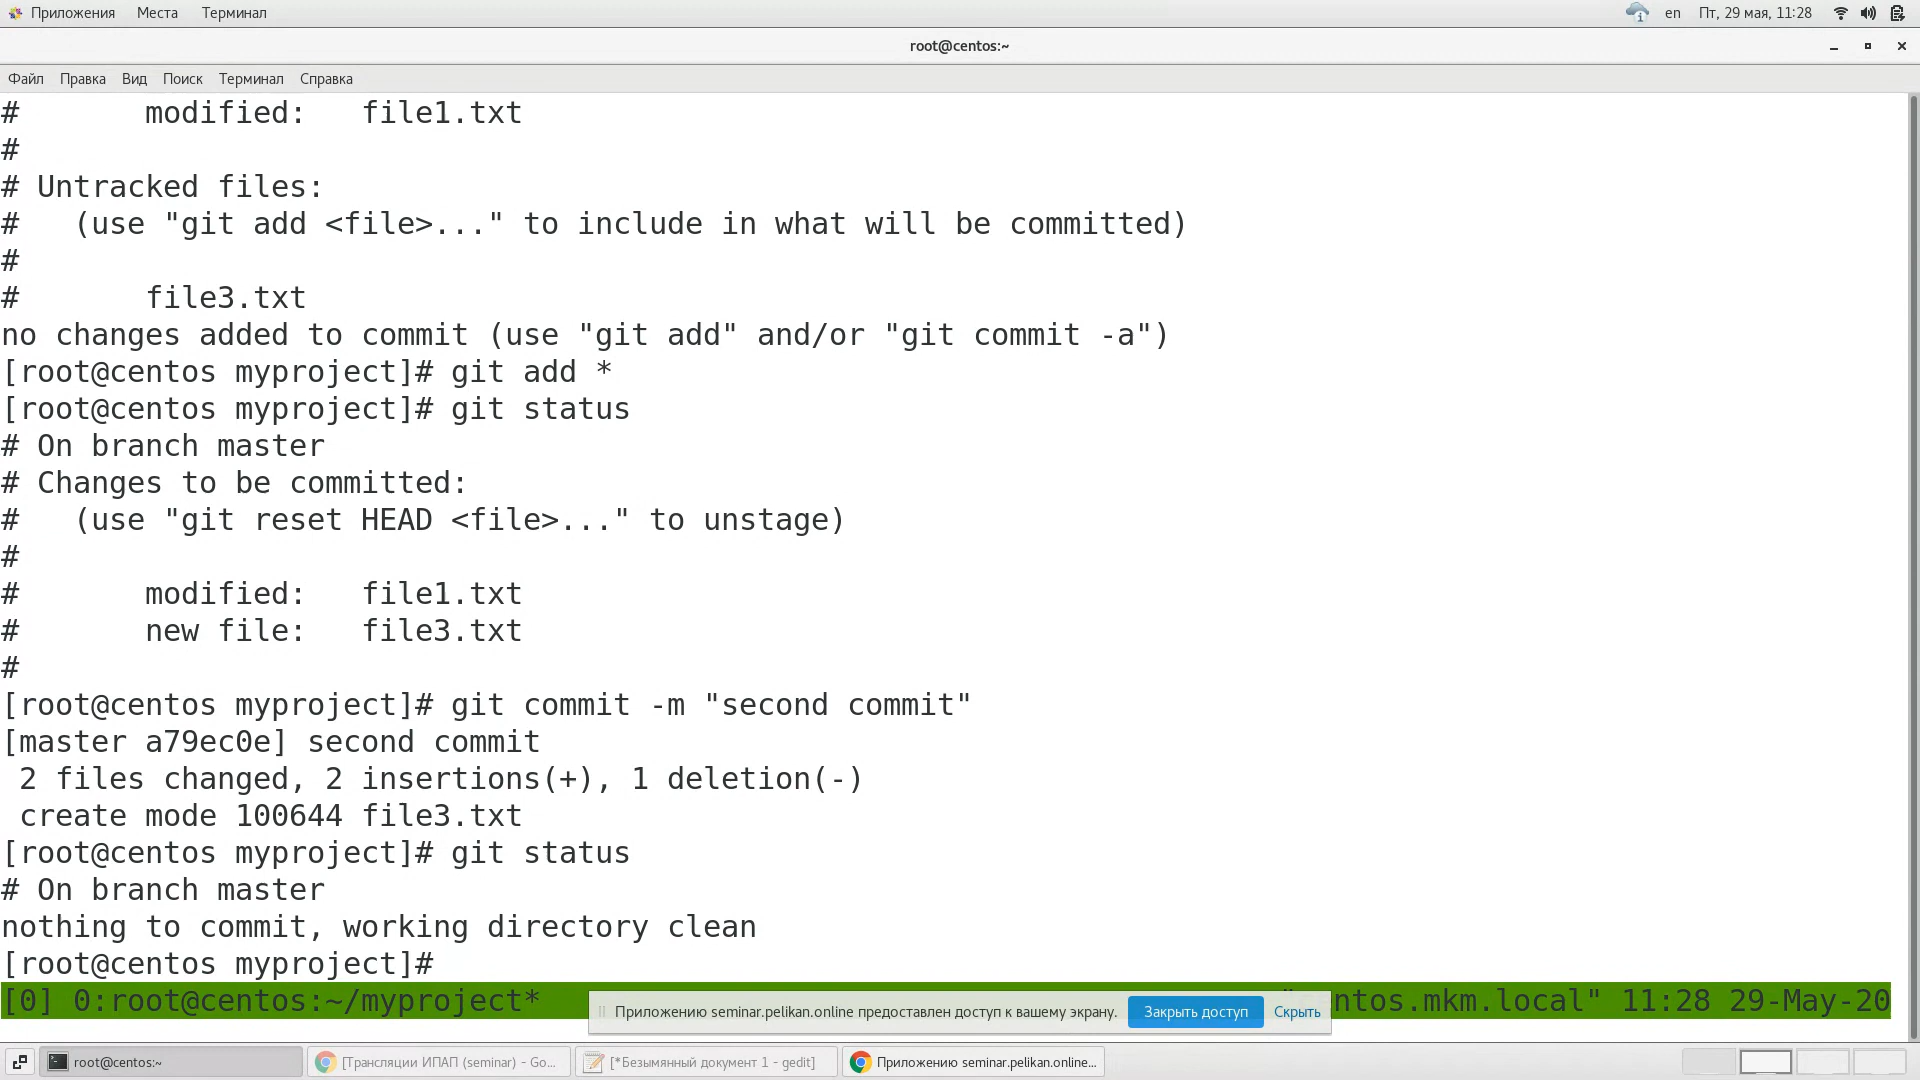 Приложения Места Терминал en Пт, 29 мая, 11:28
root@centos:~
Файл Правка Вид Поиск Терминал Справка
#       modified:   file1.txt
#
# Untracked files:
#   (use "git add <file>..." to include in what will be committed)
#
#       file3.txt
no changes added to commit (use "git add" and/or "git commit -a")
[root@centos myproject]# git add *
[root@centos myproject]# git status
# On branch master
# Changes to be committed:
#   (use "git reset HEAD <file>..." to unstage)
#
#       modified:   file1.txt
#       new file:   file3.txt
#
[root@centos myproject]# git commit -m "second commit"
[master a79ec0e] second commit
 2 files changed, 2 insertions(+), 1 deletion(-)
 create mode 100644 file3.txt
[root@centos myproject]# git status
# On branch master
nothing to commit, working directory clean
[root@centos myproject]#
[0] 0:root@centos:~/myproject* "centos.mkm.local" 11:28 29-May-20
Приложению seminar.pelikan.online предоставлен доступ к вашему экрану. Закрыть доступ Скрыть
root@centos:~ [Трансляции ИПАП (seminar) - Go... [*Безымянный документ 1 - gedit] Приложению seminar.pelikan.online...